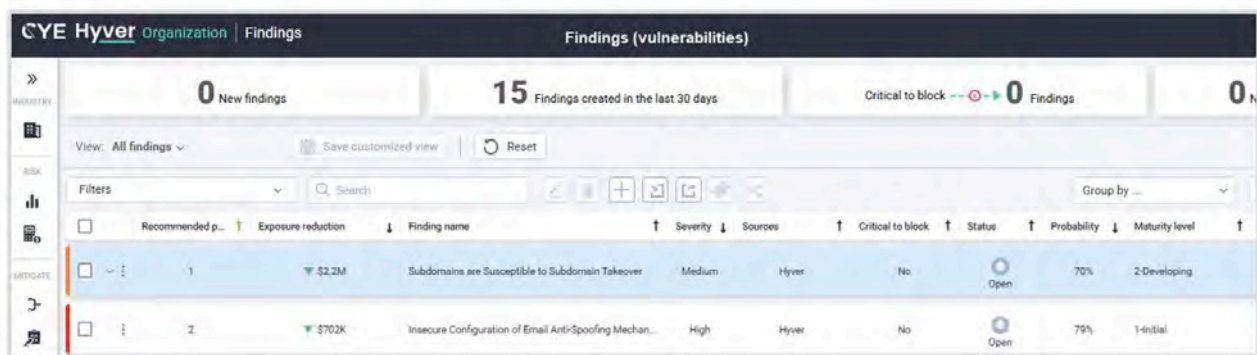 CYE Hyver Organization | Findings
Findings (vulnerabilities)
INDUSTRY
0 New findings
15 Findings created in the last 30 days
Critical to block 0 Findings
0
View: All findings
Save customized view
Reset
RISK
Filters
Search
Group by ...
Recommended p... Exposure reduction Finding name Severity Sources Critical to block Status Probability Maturity level
MITIGATE
1 $2.2M Subdomains are Susceptible to Subdomain Takeover Medium Hyver No Open 70% 2-Developing
2 $702K Insecure Configuration of Email Anti-Spoofing Mechan... High Hyver No Open 79% 1-Initial